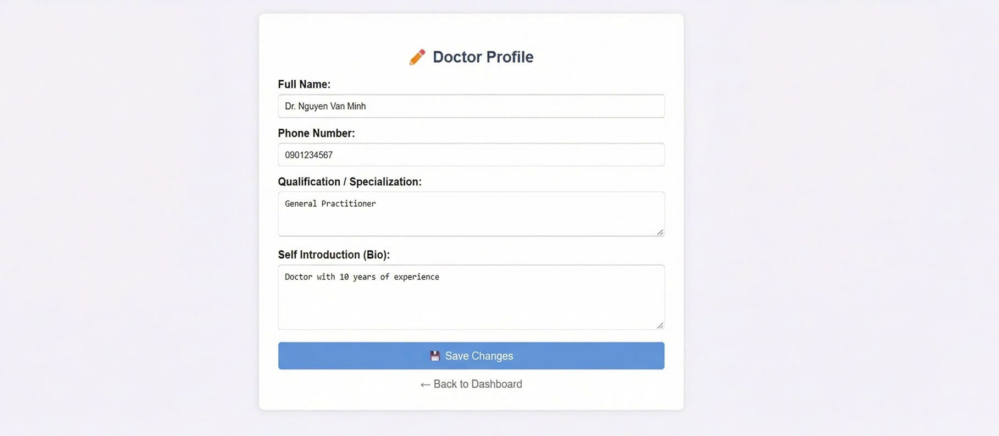 Doctor Profile
Full Name:
Dr. Nguyen Van Minh
Phone Number:
0901234567
Qualification / Specialization:
General Practitioner
Self Introduction (Bio):
Doctor with 10 years of experience
Save Changes
← Back to Dashboard